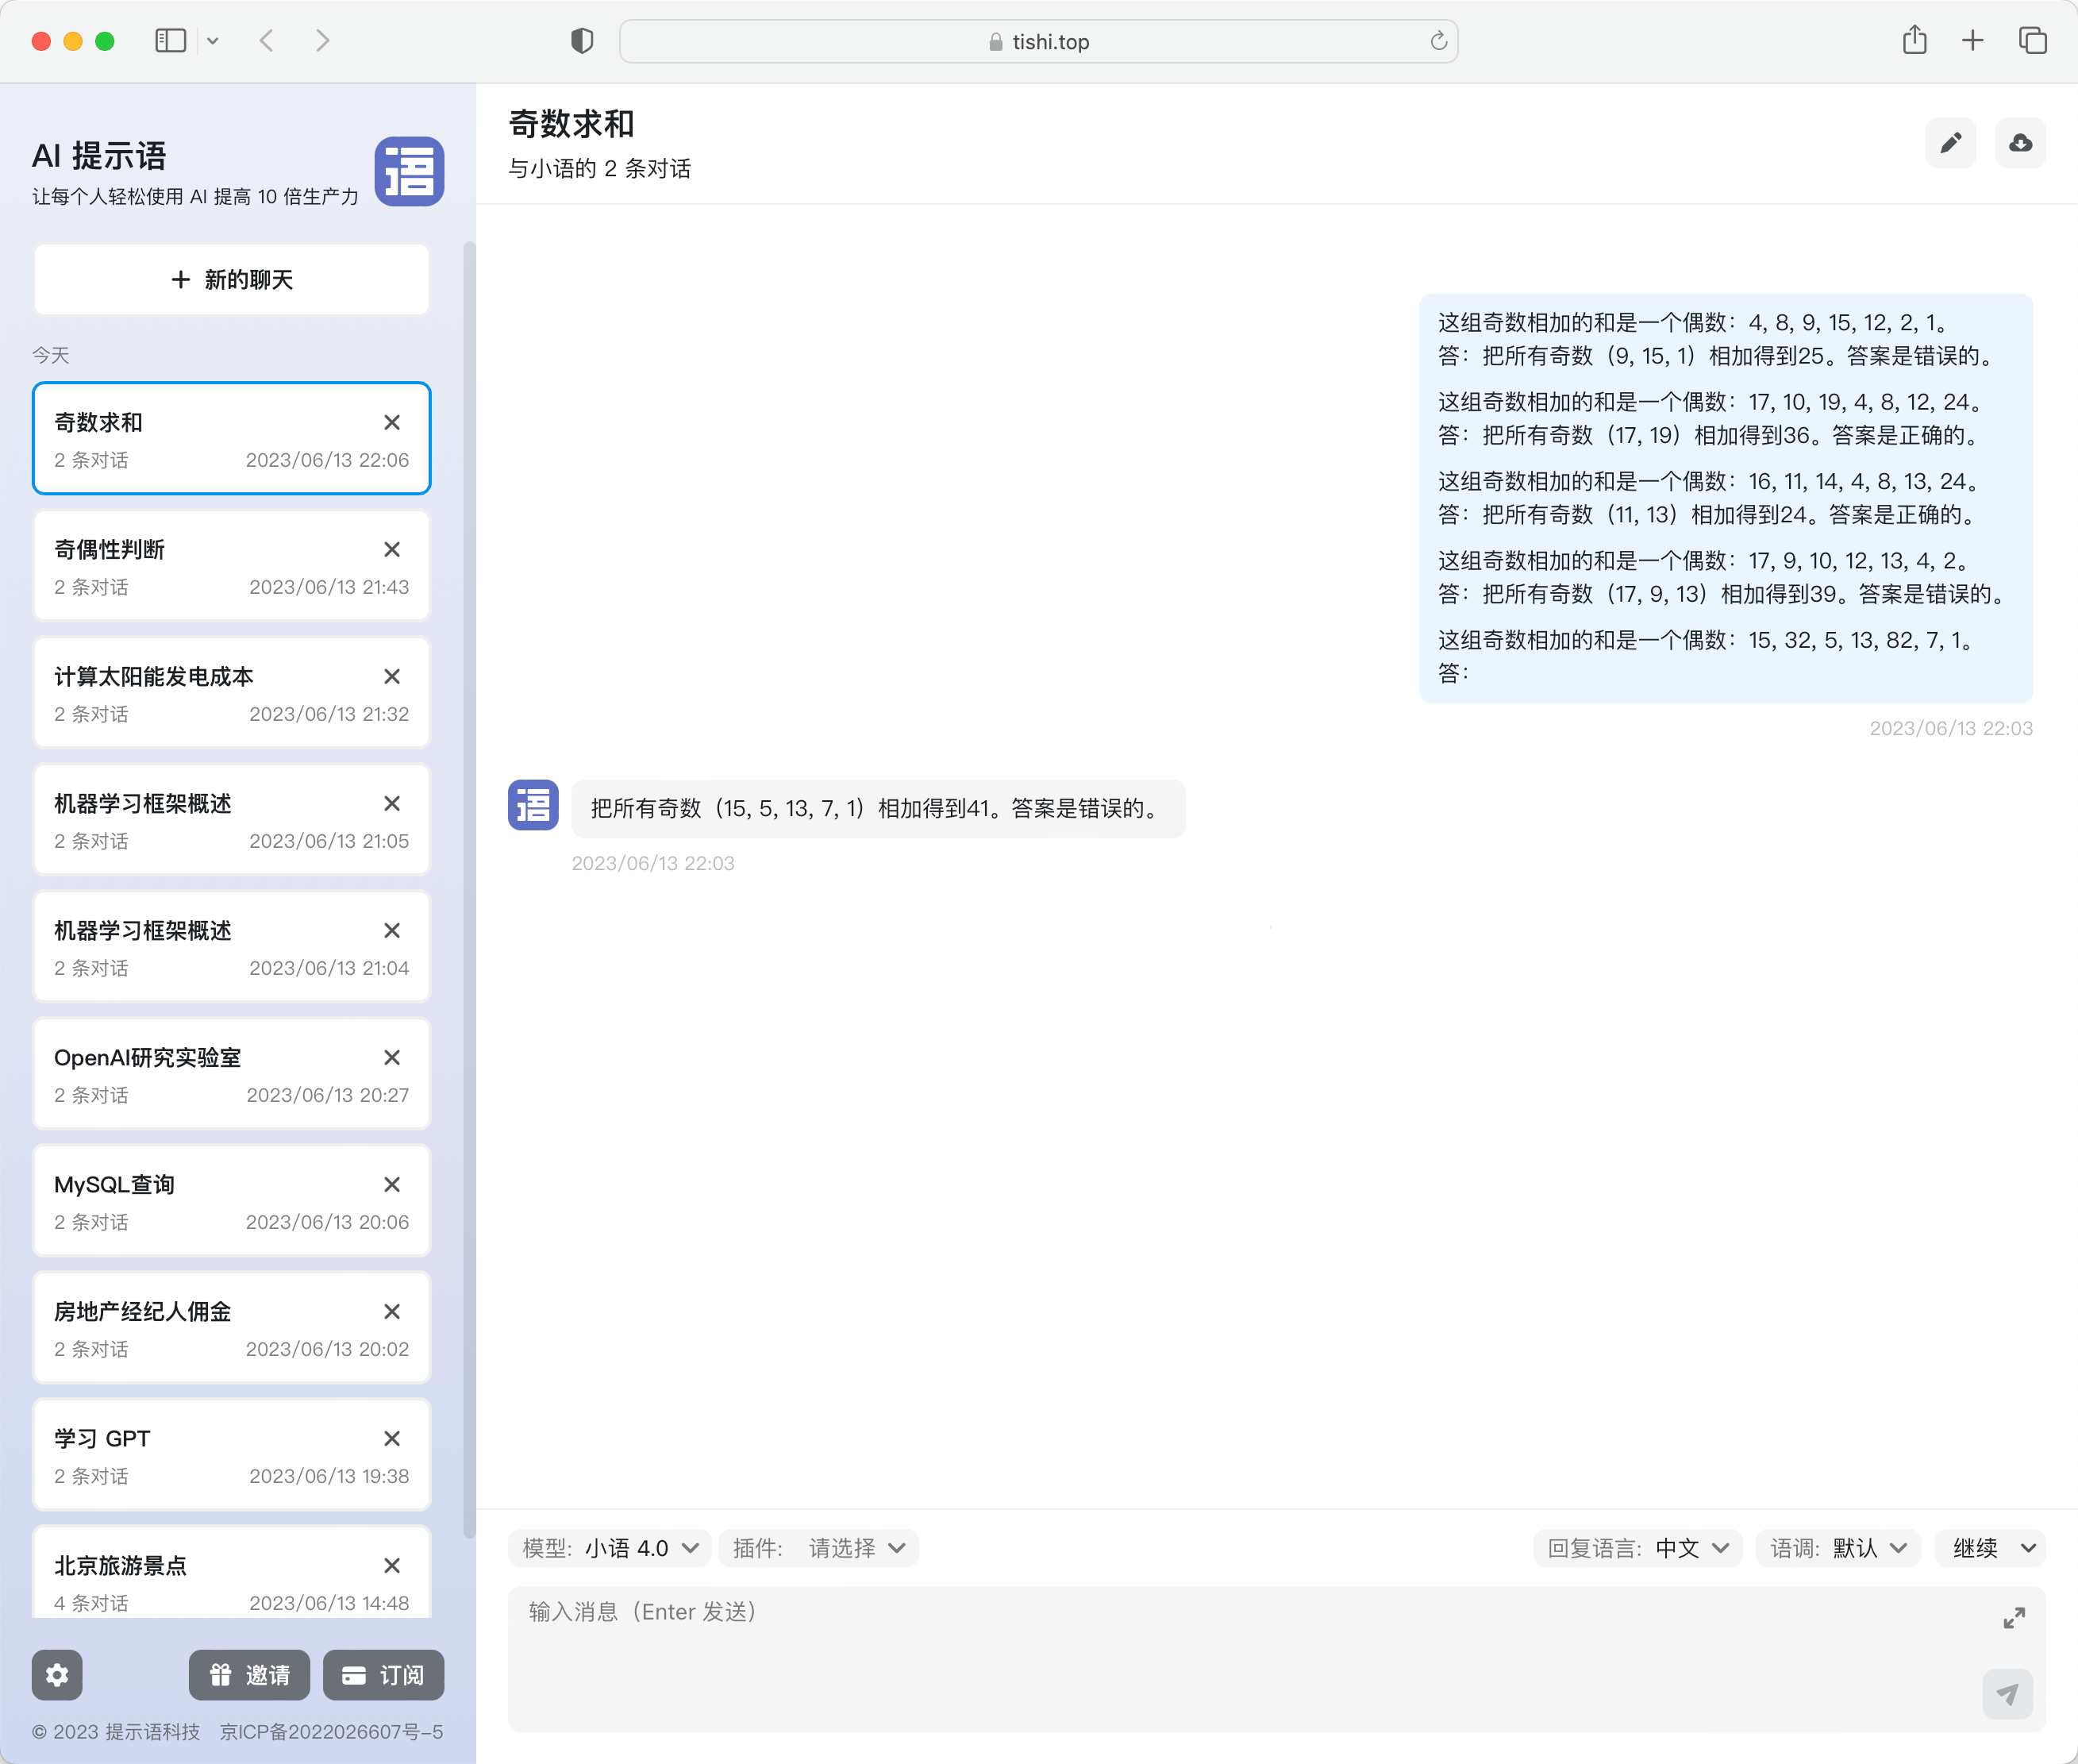 tishi.top
AI 提示语
让每个人轻松使用 AI 提高 10 倍生产力
语
新的聊天
今天
奇数求和
2 条对话 2023/06/13 22:06
奇偶性判断
2 条对话 2023/06/13 21:43
计算太阳能发电成本
2 条对话 2023/06/13 21:32
机器学习框架概述
2 条对话 2023/06/13 21:05
机器学习框架概述
2 条对话 2023/06/13 21:04
OpenAI研究实验室
2 条对话 2023/06/13 20:27
MySQL查询
2 条对话 2023/06/13 20:06
房地产经纪人佣金
2 条对话 2023/06/13 20:02
学习 GPT
2 条对话 2023/06/13 19:38
北京旅游景点
4 条对话 2023/06/13 14:48
邀请 订阅
© 2023 提示语科技 京ICP备2022026607号-5
奇数求和
与小语的 2 条对话
这组奇数相加的和是一个偶数：4, 8, 9, 15, 12, 2, 1。
答：把所有奇数（9, 15, 1）相加得到25。答案是错误的。
这组奇数相加的和是一个偶数：17, 10, 19, 4, 8, 12, 24。
答：把所有奇数（17, 19）相加得到36。答案是正确的。
这组奇数相加的和是一个偶数：16, 11, 14, 4, 8, 13, 24。
答：把所有奇数（11, 13）相加得到24。答案是正确的。
这组奇数相加的和是一个偶数：17, 9, 10, 12, 13, 4, 2。
答：把所有奇数（17, 9, 13）相加得到39。答案是错误的。
这组奇数相加的和是一个偶数：15, 32, 5, 13, 82, 7, 1。
答：
2023/06/13 22:03
语
把所有奇数（15, 5, 13, 7, 1）相加得到41。答案是错误的。
2023/06/13 22:03
模型: 小语 4.0 插件: 请选择 回复语言: 中文 语调: 默认 继续
输入消息（Enter 发送）